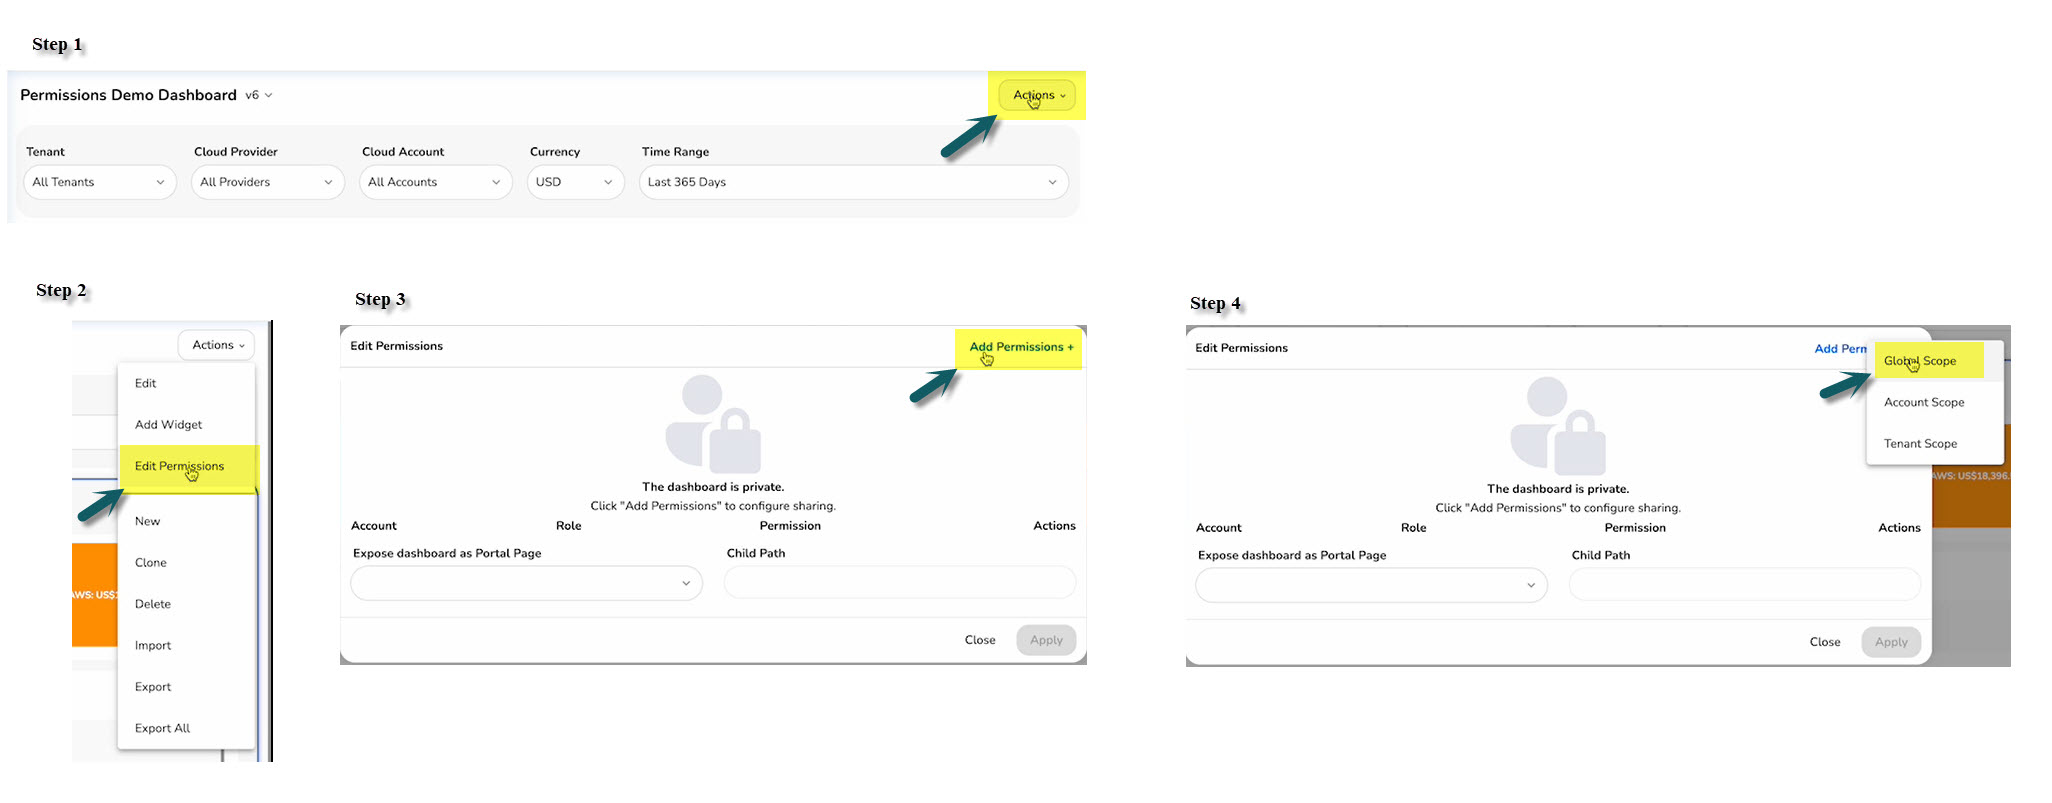 Step 1
Permissions Demo Dashboard v6
Actions
Tenant Cloud Provider Cloud Account Currency Time Range
All Tenants All Providers All Accounts USD Last 365 Days
Step 2
Actions
Edit
Add Widget
Edit Permissions
New
Clone
Delete
Import
Export
Export All
Step 3
Edit Permissions Add Permissions +
The dashboard is private.
Click "Add Permissions" to configure sharing.
Account Role Permission Actions
Expose dashboard as Portal Page Child Path
Close Apply
Step 4
Edit Permissions
Global Scope
Account Scope
Tenant Scope
AWS: US$18,396.
The dashboard is private.
Click "Add Permissions" to configure sharing.
Account Role Permission Actions
Expose dashboard as Portal Page Child Path
Close Apply